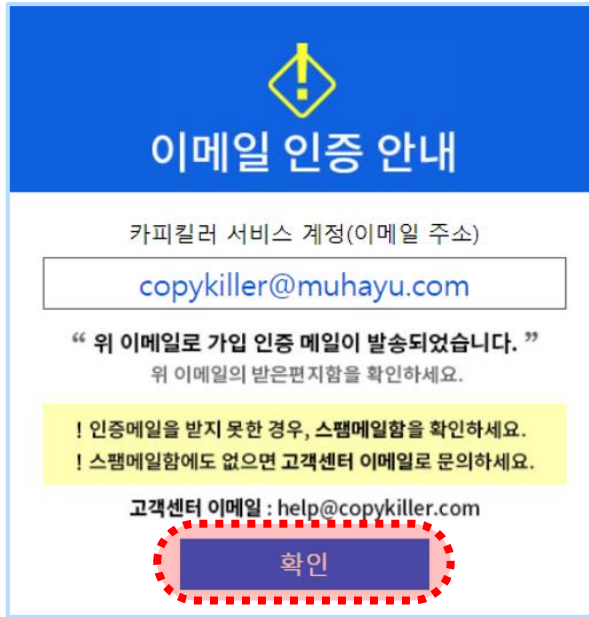 이메일 인증 안내
카피킬러 서비스 계정(이메일 주소)
copykiller@muhayu.com
“ 위 이메일로 가입 인증 메일이 발송되었습니다. ”
위 이메일의 받은편지함을 확인하세요.
! 인증메일을 받지 못한 경우, 스팸메일함을 확인하세요.
! 스팸메일함에도 없으면 고객센터 이메일로 문의하세요.
고객센터 이메일 : help@copykiller.com
확인